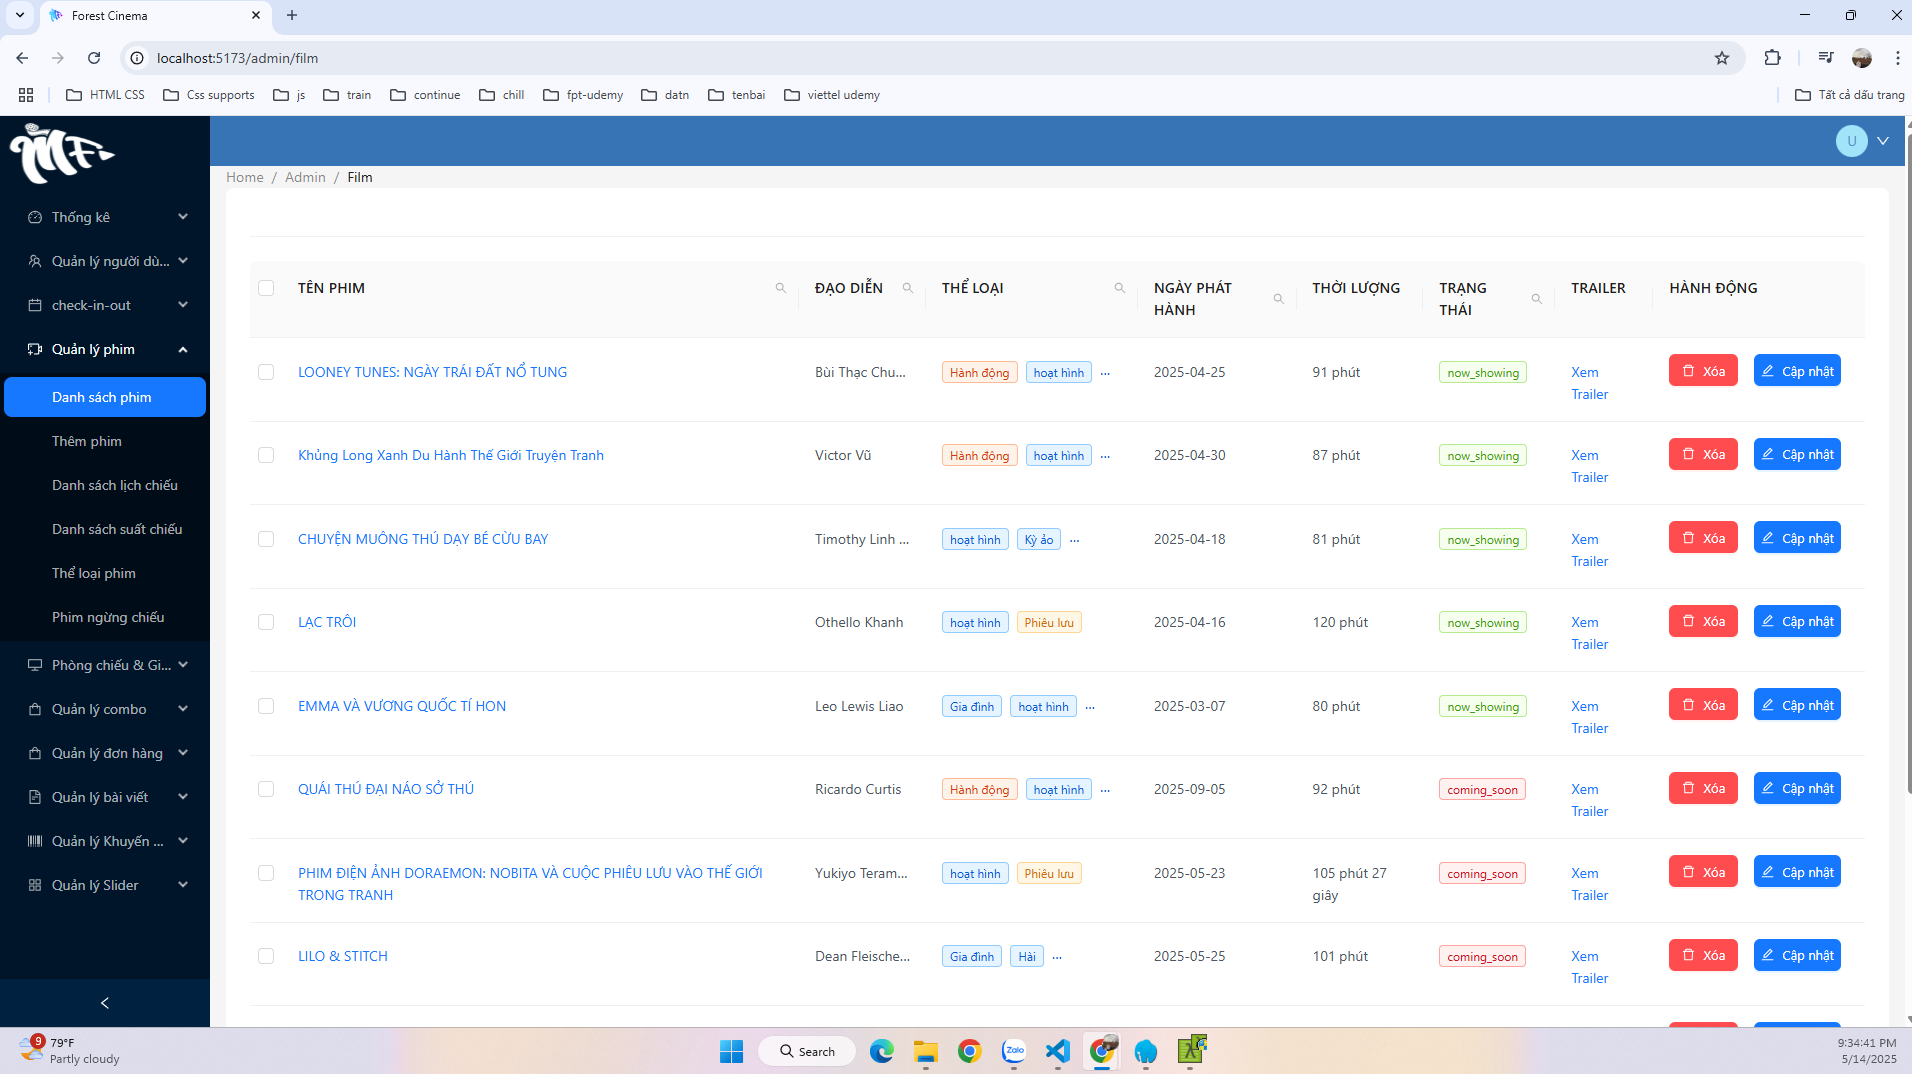 Forest Cinema
localhost:5173/admin/film
HTML CSS
Css supports
js
train
continue
chill
fpt-udemy
datn
tenbai
viettel udemy
Tất cả dấu trang
MF
U
Home / Admin / Film
Thống kê
Quản lý người dù...
check-in-out
Quản lý phim
Danh sách phim
Thêm phim
Danh sách lịch chiếu
Danh sách suất chiếu
Thể loại phim
Phim ngừng chiếu
Phòng chiếu & Gi...
Quản lý combo
Quản lý đơn hàng
Quản lý bài viết
Quản lý Khuyến ...
Quản lý Slider
TÊN PHIM ĐẠO DIỄN THỂ LOẠI NGÀY PHÁT HÀNH THỜI LƯỢNG TRẠNG THÁI TRAILER HÀNH ĐỘNG
LOONEY TUNES: NGÀY TRÁI ĐẤT NỔ TUNG Bùi Thạc Chu... Hành động hoạt hình ... 2025-04-25 91 phút now_showing Xem Trailer Xóa Cập nhật
Khủng Long Xanh Du Hành Thế Giới Truyện Tranh Victor Vũ Hành động hoạt hình ... 2025-04-30 87 phút now_showing Xem Trailer Xóa Cập nhật
CHUYỆN MUÔNG THÚ DẠY BÉ CỪU BAY Timothy Linh ... hoạt hình Kỳ ảo ... 2025-04-18 81 phút now_showing Xem Trailer Xóa Cập nhật
LẠC TRÔI Othello Khanh hoạt hình Phiêu lưu 2025-04-16 120 phút now_showing Xem Trailer Xóa Cập nhật
EMMA VÀ VƯƠNG QUỐC TÍ HON Leo Lewis Liao Gia đình hoạt hình ... 2025-03-07 80 phút now_showing Xem Trailer Xóa Cập nhật
QUÁI THÚ ĐẠI NÁO SỞ THÚ Ricardo Curtis Hành động hoạt hình ... 2025-09-05 92 phút coming_soon Xem Trailer Xóa Cập nhật
PHIM ĐIỆN ẢNH DORAEMON: NOBITA VÀ CUỘC PHIÊU LƯU VÀO THẾ GIỚI TRONG TRANH Yukiyo Teram... hoạt hình Phiêu lưu 2025-05-23 105 phút 27 giây coming_soon Xem Trailer Xóa Cập nhật
LILO & STITCH Dean Fleische... Gia đình Hài ... 2025-05-25 101 phút coming_soon Xem Trailer Xóa Cập nhật
9
79°F
Partly cloudy
Search
Zalo
9:34:41 PM
5/14/2025